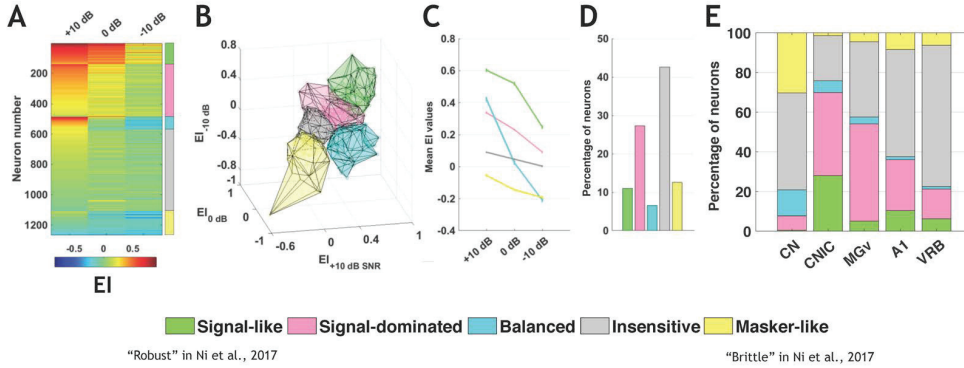 A
+10 dB 0 dB -10 dB
Neuron number
200
400
600
800
1000
1200
-0.5 0 0.5
EI
B
0.8
0.4
0
-0.4
-0.8
EI-10 dB
-1
0
1
EI0 dB
-1
-0.6 0 0.4 1
EI+10 dB SNR
C
0.8
0.6
0.4
0.2
0
-0.2
-0.4
Mean EI values
+10 dB 0 dB -10 dB
D
50
40
30
20
10
0
Percentage of neurons
E
100
80
60
40
20
0
Percentage of neurons
CN CNIC MGv A1 VRB
Signal-like Signal-dominated Balanced Insensitive Masker-like
“Robust” in Ni et al., 2017 “Brittle” in Ni et al., 2017